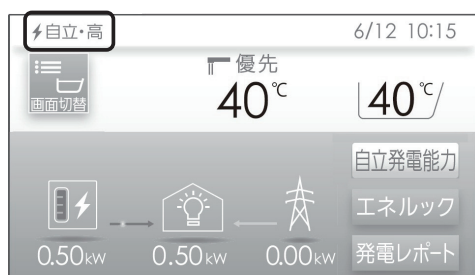 自立・高
6/12 10:15
画面切替
優先
40℃
40℃
自立発電能力
エネルック
発電レポート
0.50kW
0.50kW
0.00kW